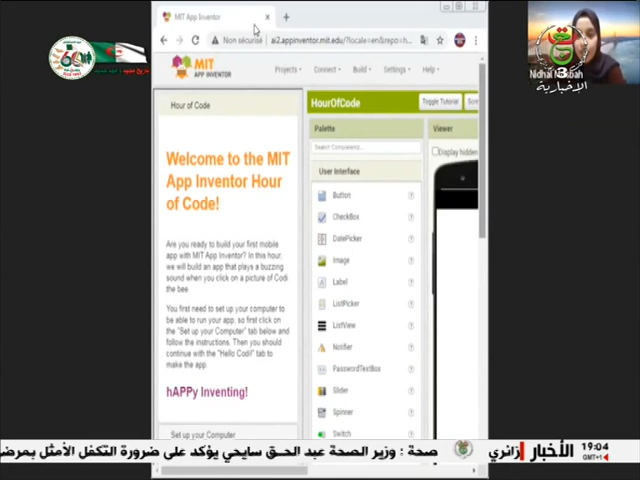 MIT App Inventor
Non sécurisé
ai2.appinventor.mit.edu/?locale=en&repo=h...
MIT
APP INVENTOR
Projects
Connect
Build
Settings
Help
Nidhal
3
الإخبارية
Hour of Code
HourOfCode
Toggle Tutorial
Palette
Viewer
Search Components...
Display hidden
User Interface
Welcome to the MIT
App Inventor Hour
of Code!
Button
CheckBox
DatePicker
Image
Label
ListPicker
ListView
Notifier
PasswordTextBox
Slider
Spinner
Switch
Are you ready to build your first mobile
app with MIT App Inventor? In this hour,
we will build an app that plays a buzzing
sound when you click on a picture of Codi
the bee.
You first need to set up your computer to
be able to run your app, so first click
on the "Set up your Computer" tab below and
follow the instructions. Then you should
continue with the "Hello Codi!" tab to
make the app.
hAPPy Inventing!
Set up your Computer
صحة : وزير الصحة عبد الحق سايحي يؤكد على ضرورة التكفل الأمثل بمرض
زائري
الأخبار
19:04
GMT+1